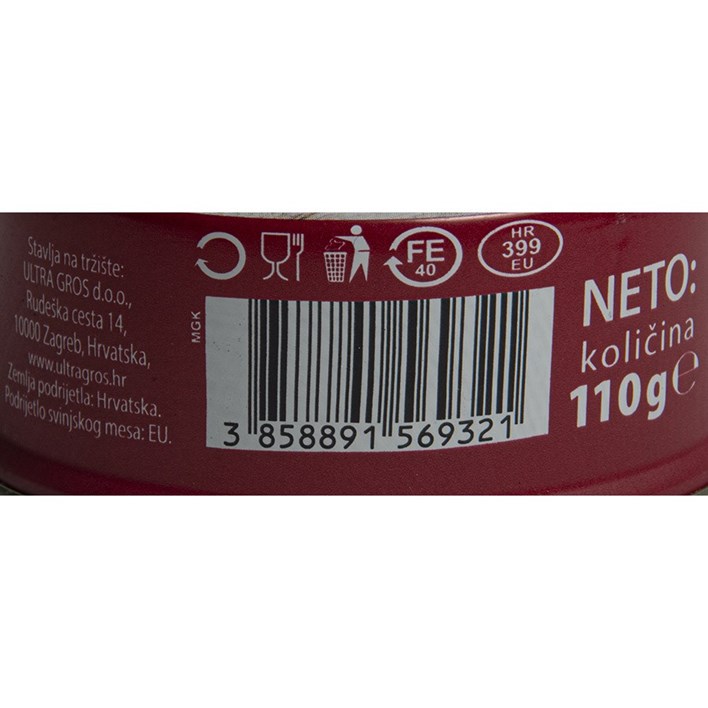 Stavlja na tržište:
ULTRA GROS d.o.o.,
Rudeška cesta 14,
10000 Zagreb, Hrvatska,
www.ultragros.hr
Zemlja podrijetla: Hrvatska.
Podrijetlo svinjskog mesa: EU.
FE
40
HR
399
EU
MGK
3 858891 569321
NETO:
količina
110g e